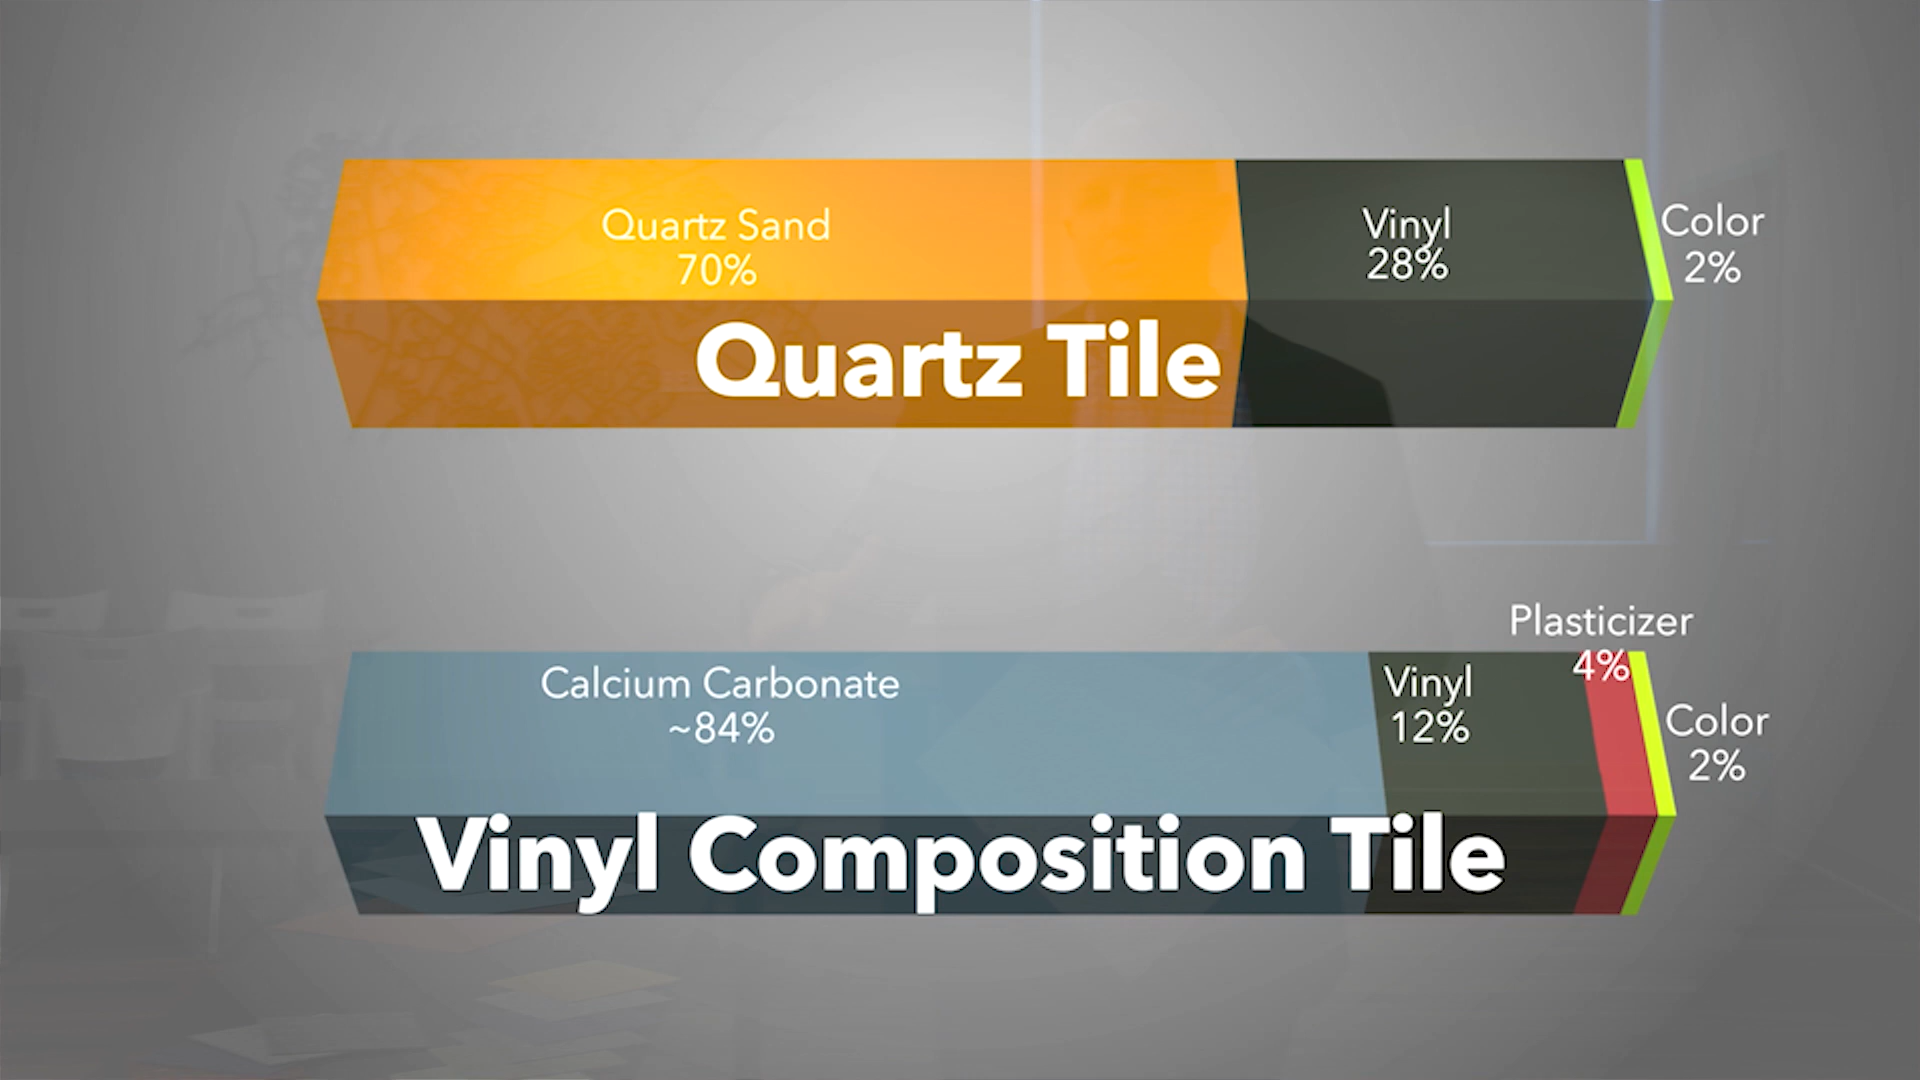 Quartz Sand
70%
Vinyl
28%
Color
2%
Quartz Tile
Plasticizer
4%
Calcium Carbonate
~84%
Vinyl
12%
Color
2%
Vinyl Composition Tile